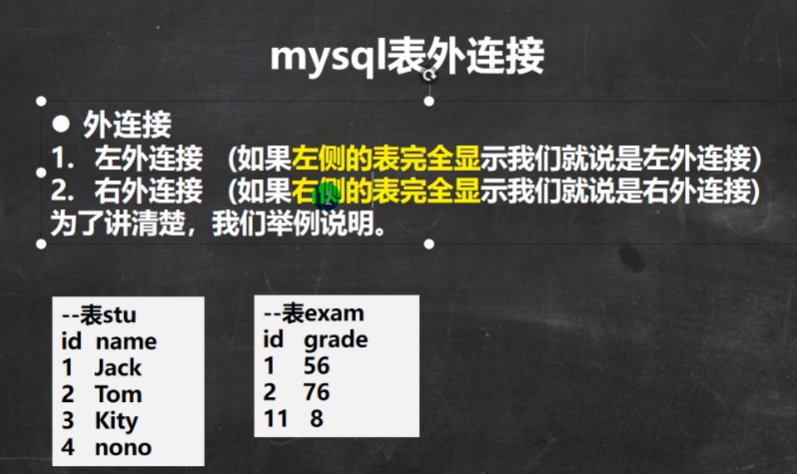 mysql表外连接
● 外连接
1. 左外连接 (如果左侧的表完全显示我们就说是左外连接)
2. 右外连接 (如果右侧的表完全显示我们就说是右外连接)
为了讲清楚，我们举例说明。
--表stu
id name
1 Jack
2 Tom
3 Kity
4 nono
--表exam
id grade
1 56
2 76
11 8